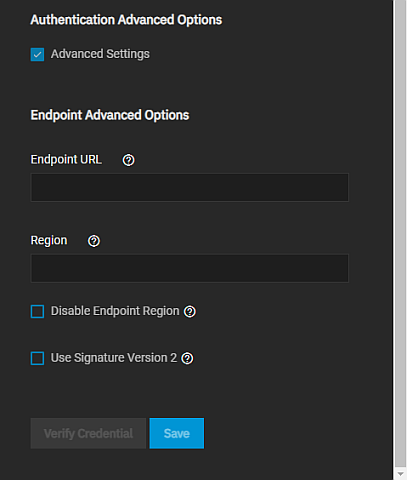 Authentication Advanced Options
Advanced Settings
Endpoint Advanced Options
Endpoint URL ?
Region ?
Disable Endpoint Region ?
Use Signature Version 2 ?
Verify Credential Save